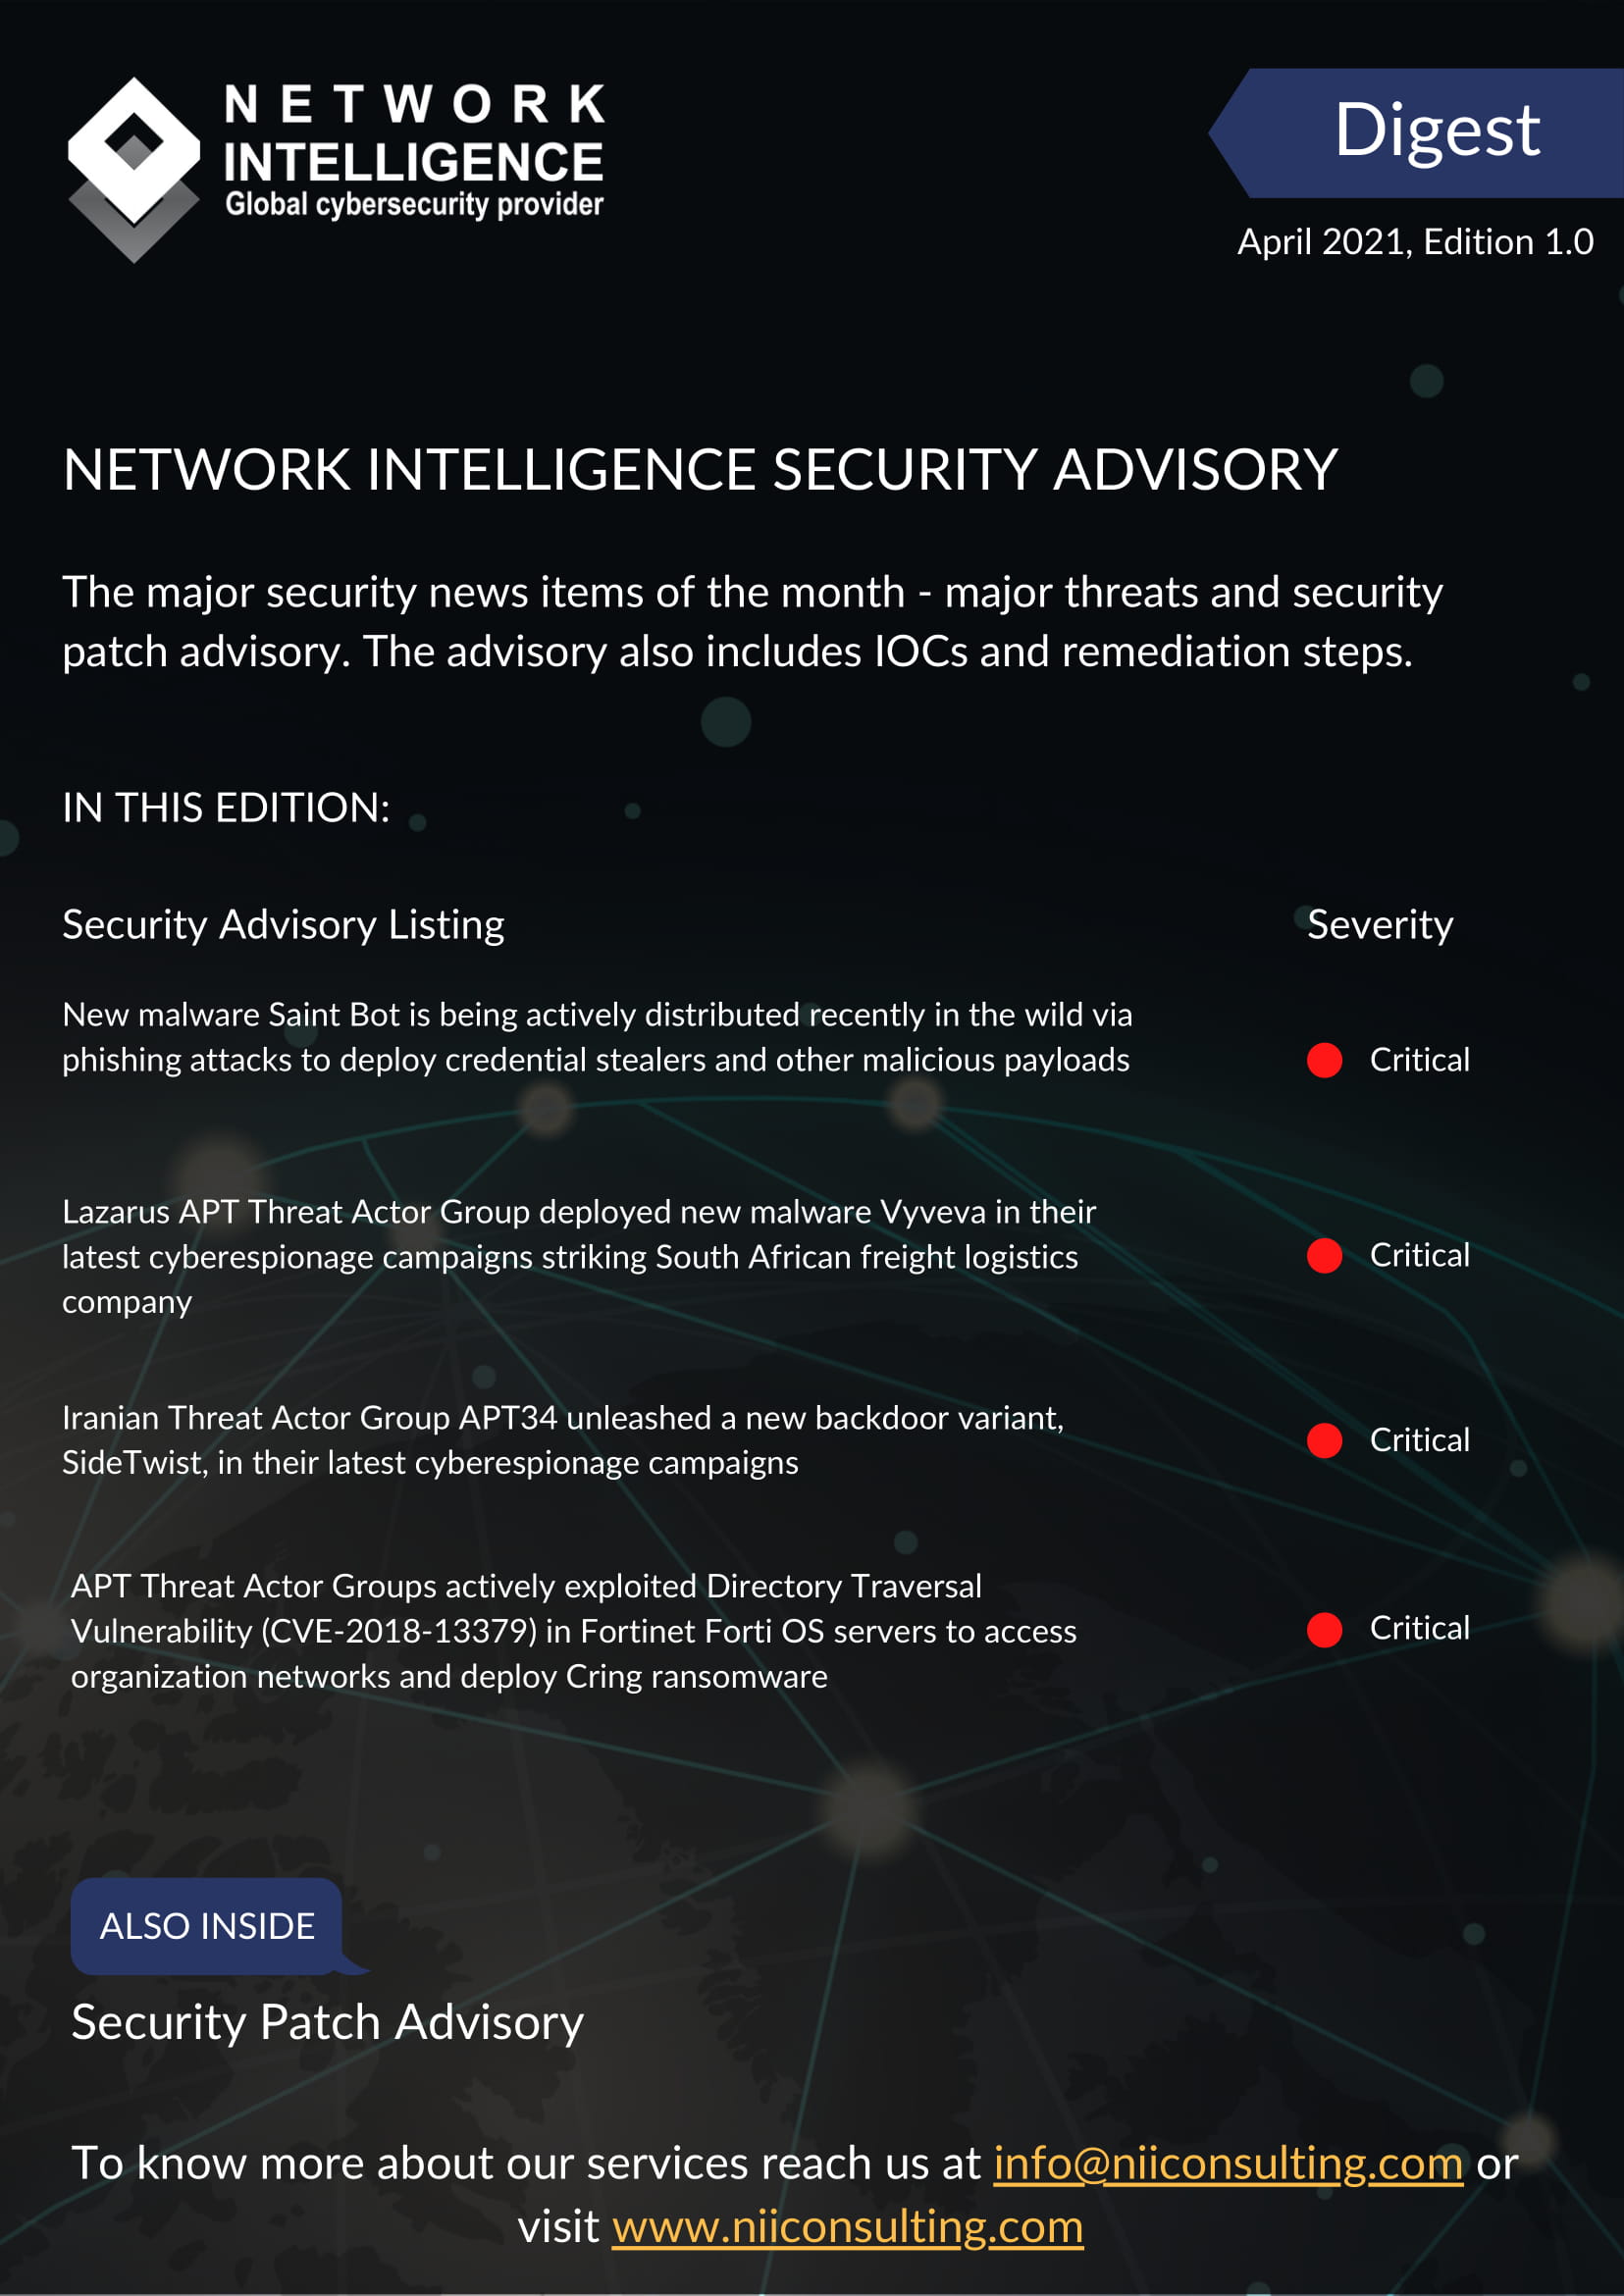 NETWORK
INTELLIGENCE
Global cybersecurity provider
Digest
April 2021, Edition 1.0
NETWORK INTELLIGENCE SECURITY ADVISORY
The major security news items of the month - major threats and security
patch advisory. The advisory also includes IOCs and remediation steps.
IN THIS EDITION:
Security Advisory Listing
Severity
New malware Saint Bot is being actively distributed recently in the wild via
phishing attacks to deploy credential stealers and other malicious payloads
Critical
Lazarus APT Threat Actor Group deployed new malware Vyveva in their
latest cyberespionage campaigns striking South African freight logistics
company
Critical
Iranian Threat Actor Group APT34 unleashed a new backdoor variant,
SideTwist, in their latest cyberespionage campaigns
Critical
APT Threat Actor Groups actively exploited Directory Traversal
Vulnerability (CVE-2018-13379) in Fortinet Forti OS servers to access
organization networks and deploy Cring ransomware
Critical
ALSO INSIDE
Security Patch Advisory
To know more about our services reach us at info@niiconsulting.com or
visit www.niiconsulting.com